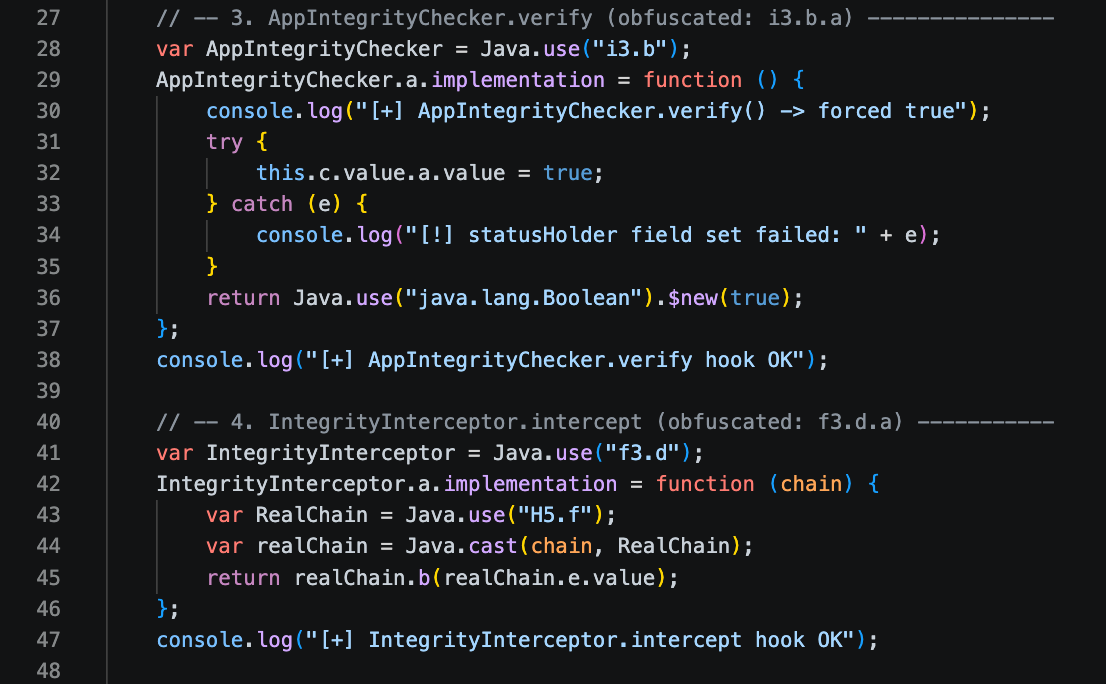 27 // -- 3. AppIntegrityChecker.verify (obfuscated: i3.b.a) ---------------
28 var AppIntegrityChecker = Java.use("i3.b");
29 AppIntegrityChecker.a.implementation = function () {
30     console.log("[+] AppIntegrityChecker.verify() -> forced true");
31     try {
32         this.c.value.a.value = true;
33     } catch (e) {
34         console.log("[!] statusHolder field set failed: " + e);
35     }
36     return Java.use("java.lang.Boolean").$new(true);
37 };
38 console.log("[+] AppIntegrityChecker.verify hook OK");
39
40 // -- 4. IntegrityInterceptor.intercept (obfuscated: f3.d.a) -----------
41 var IntegrityInterceptor = Java.use("f3.d");
42 IntegrityInterceptor.a.implementation = function (chain) {
43     var RealChain = Java.use("H5.f");
44     var realChain = Java.cast(chain, RealChain);
45     return realChain.b(realChain.e.value);
46 };
47 console.log("[+] IntegrityInterceptor.intercept hook OK");
48